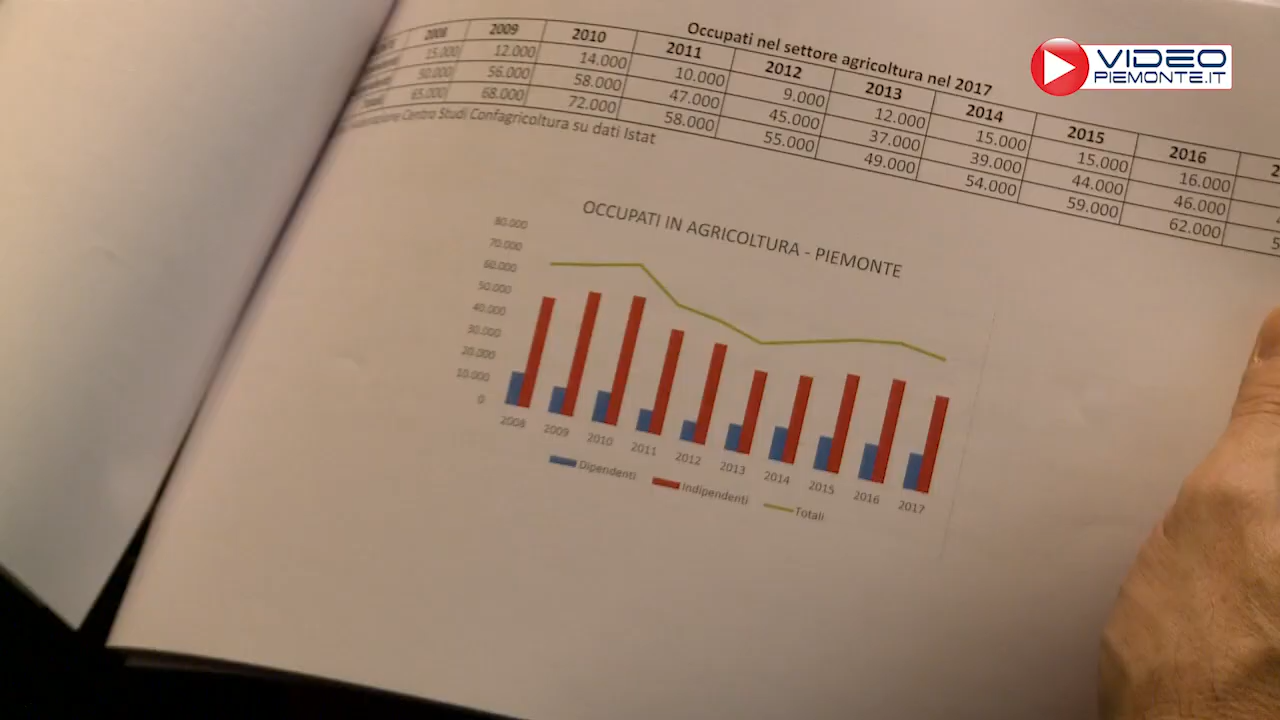 VIDEO
PIEMONTE.IT
Occupati nel settore agricoltura nel 2017
2008 2009 2010 2011 2012 2013 2014 2015 2016
15.000 12.000 14.000 10.000 9.000 12.000 15.000 15.000 16.000
50.000 56.000 58.000 47.000 45.000 37.000 39.000 44.000 46.000
65.000 68.000 72.000 58.000 55.000 49.000 54.000 59.000 62.000
Centro Studi Confagricoltura su dati Istat
OCCUPATI IN AGRICOLTURA - PIEMONTE
80.000
70.000
60.000
50.000
40.000
30.000
20.000
10.000
0
2008 2009 2010 2011 2012 2013 2014 2015 2016 2017
Dipendenti Indipendenti Totali